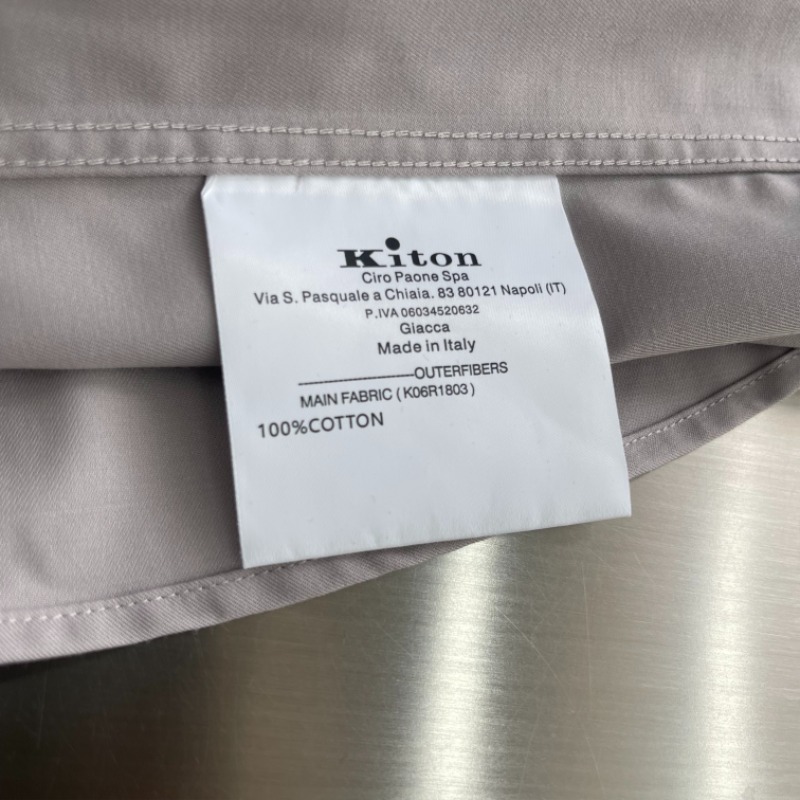 Kiton
Ciro Paone Spa
Via S. Pasquale a Chiaia. 83 80121 Napoli (IT)
P.IVA 06034520632
Giacca
Made in Italy
OUTERFIBERS
MAIN FABRIC ( K06R1803 )
100%COTTON